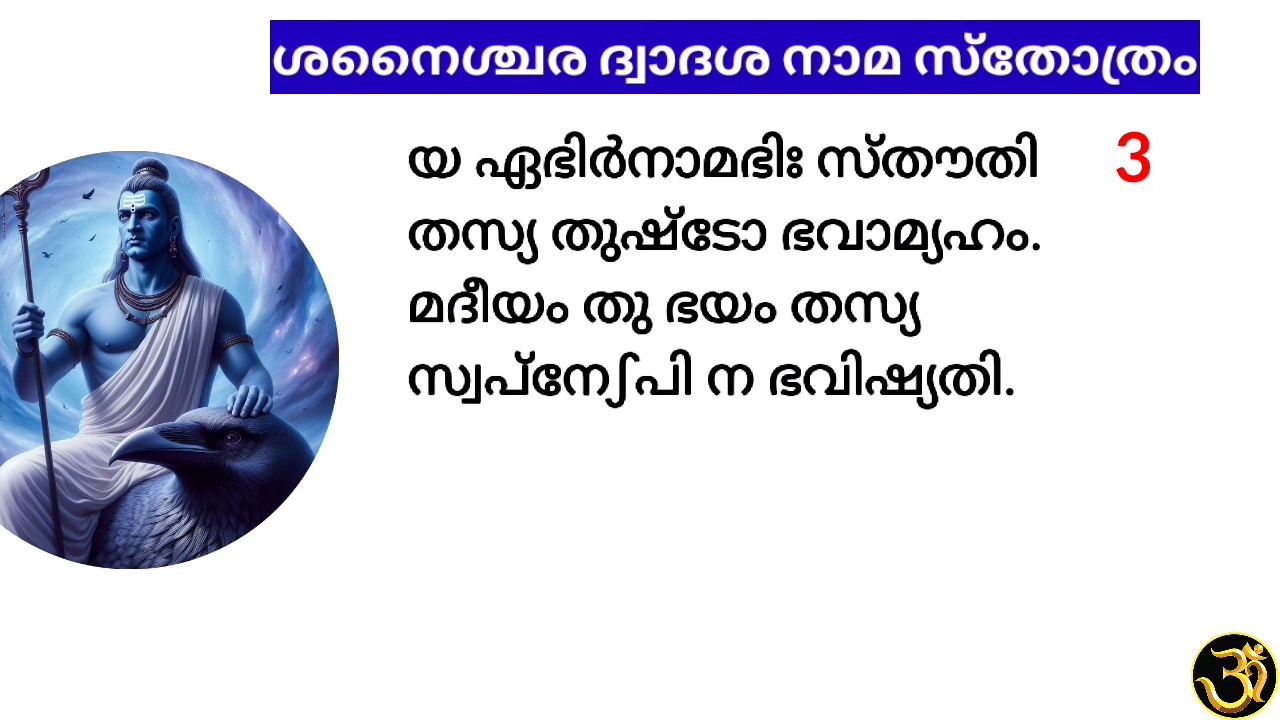 ശനൈശ്ചര ദ്വാദശ നാമ സ്തോത്രം
യ ഏഭിർനാമഭിഃ സ്തൗതി 3
തസ്യ തുഷ്ടോ ഭവാമ്യഹം.
മദീയം തു ഭയം തസ്യ
സ്വപ്നേഽപി ന ഭവിഷ്യതി.
ॐ